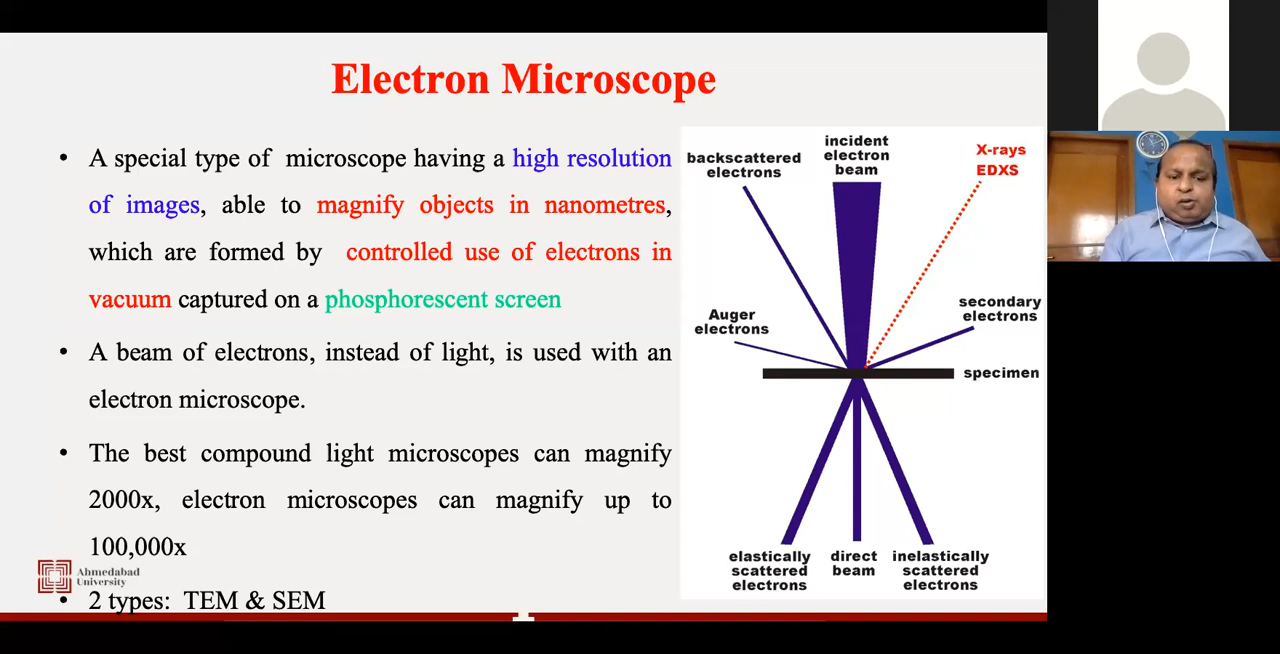 Electron Microscope
• A special type of microscope having a high resolution
of images, able to magnify objects in nanometres,
which are formed by controlled use of electrons in
vacuum captured on a phosphorescent screen
• A beam of electrons, instead of light, is used with an
electron microscope.
• The best compound light microscopes can magnify
2000x, electron microscopes can magnify up to
100,000x
• 2 types: TEM & SEM
Ahmedabad
University
backscattered
electrons
incident
electron
beam
X-rays
EDXS
Auger
electrons
secondary
electrons
specimen
elastically
scattered
electrons
direct
beam
inelastically
scattered
electrons